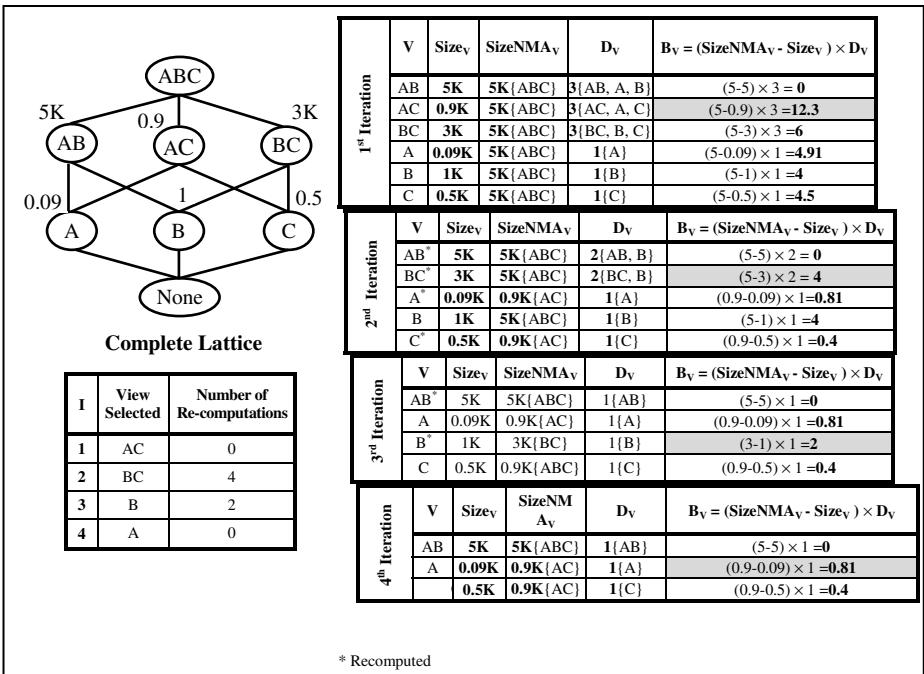 ABC
5K 0.9 3K
AB AC BC
0.09 1 0.5
A B C
None
Complete Lattice
I View Selected Number of Re-computations
1 AC 0
2 BC 4
3 B 2
4 A 0
1st Iteration
V SizeV SizeNMAV DV BV = (SizeNMAV - SizeV ) × DV
AB 5K 5K{ABC} 3{AB, A, B} (5-5) × 3 = 0
AC 0.9K 5K{ABC} 3{AC, A, C} (5-0.9) × 3 =12.3
BC 3K 5K{ABC} 3{BC, B, C} (5-3) × 3 =6
A 0.09K 5K{ABC} 1{A} (5-0.09) × 1 =4.91
B 1K 5K{ABC} 1{B} (5-1) × 1 =4
C 0.5K 5K{ABC} 1{C} (5-0.5) × 1 =4.5
2nd Iteration
V SizeV SizeNMAV DV BV = (SizeNMAV - SizeV ) × DV
AB* 5K 5K{ABC} 2{AB, B} (5-5) × 2 = 0
BC* 3K 5K{ABC} 2{BC, B} (5-3) × 2 = 4
A* 0.09K 0.9K{AC} 1{A} (0.9-0.09) × 1=0.81
B 1K 5K{ABC} 1{B} (5-1) × 1 =4
C* 0.5K 0.9K{AC} 1{C} (0.9-0.5) × 1 =0.4
3rd Iteration
V SizeV SizeNMAV DV BV = (SizeNMAV - SizeV ) × DV
AB* 5K 5K{ABC} 1{AB} (5-5) × 1 =0
A 0.09K 0.9K{AC} 1{A} (0.9-0.09) × 1 =0.81
B* 1K 3K{BC} 1{B} (3-1) × 1 =2
C 0.5K 0.9K{ABC} 1{C} (0.9-0.5) × 1 =0.4
4th Iteration
V SizeV SizeNM AV DV BV = (SizeNMAV - SizeV ) × DV
AB 5K 5K{ABC} 1{AB} (5-5) × 1 =0
A 0.09K 0.9K{AC} 1{A} (0.9-0.09) × 1 =0.81
0.5K 0.9K{AC} 1{C} (0.9-0.5) × 1 =0.4
* Recomputed